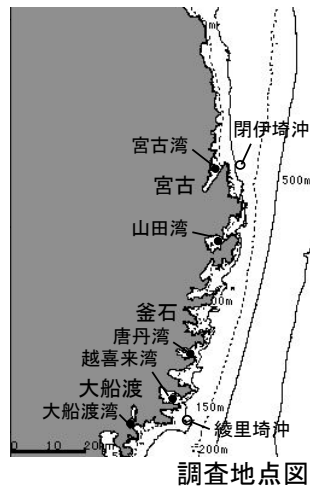 閉伊埼沖
宮古湾
宮古
500m
山田湾
00m
釜石
唐丹湾
越喜来湾
大船渡
大船渡湾
150m
綾里埼沖
0 10 20
200m
調査地点図